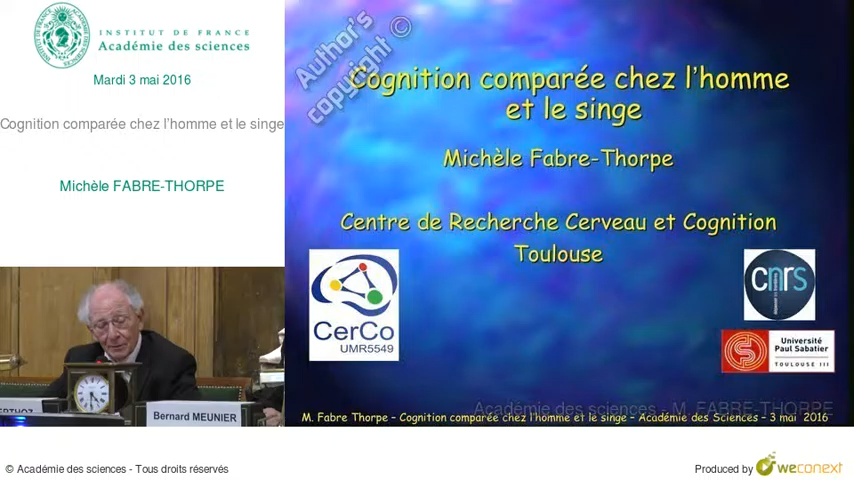 INSTITUT DE FRANCE
Académie des sciences
Mardi 3 mai 2016
Cognition comparée chez l'homme et le singe
Michèle FABRE-THORPE
Bernard MEUNIER
Author's
copyright ©
Cognition comparée chez l'homme
et le singe
Michèle Fabre-Thorpe
Centre de Recherche Cerveau et Cognition
Toulouse
CerCo
UMR5549
cnrs
Université
Paul Sabatier
TOULOUSE III
Académie des sciences - M. FABRE-THORPE
M. Fabre Thorpe – Cognition comparée chez l'homme et le singe – Académie des Sciences – 3 mai 2016
© Académie des sciences - Tous droits réservés
Produced by weconext